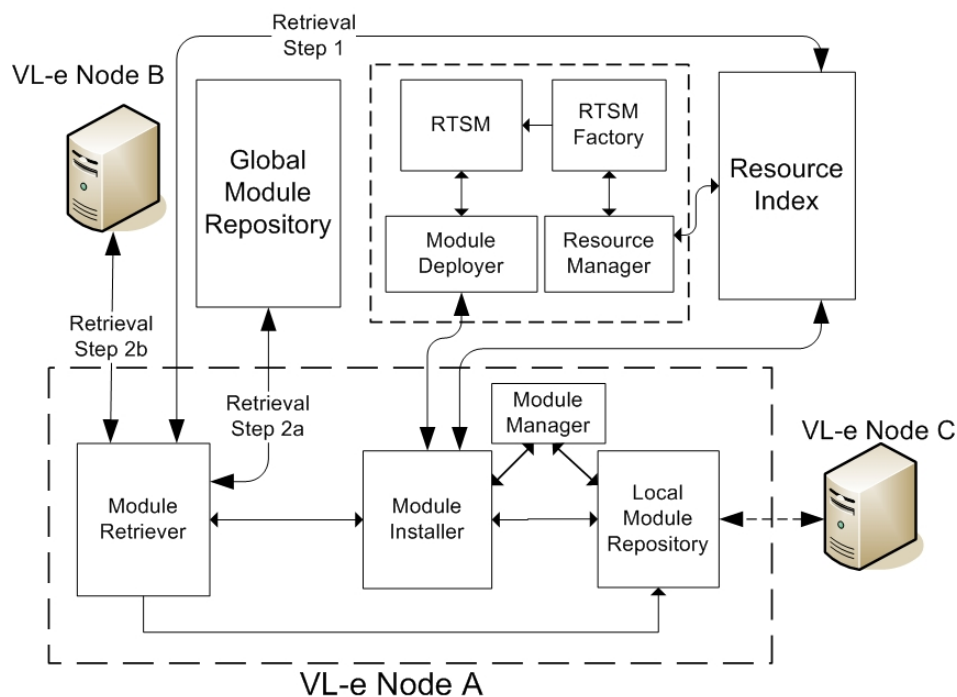 Retrieval
Step 1
VL-e Node B
Global
Module
Repository
RTSM
RTSM
Factory
Module
Deployer
Resource
Manager
Resource
Index
Retrieval
Step 2b
Retrieval
Step 2a
Module
Manager
VL-e Node C
Module
Retriever
Module
Installer
Local
Module
Repository
VL-e Node A